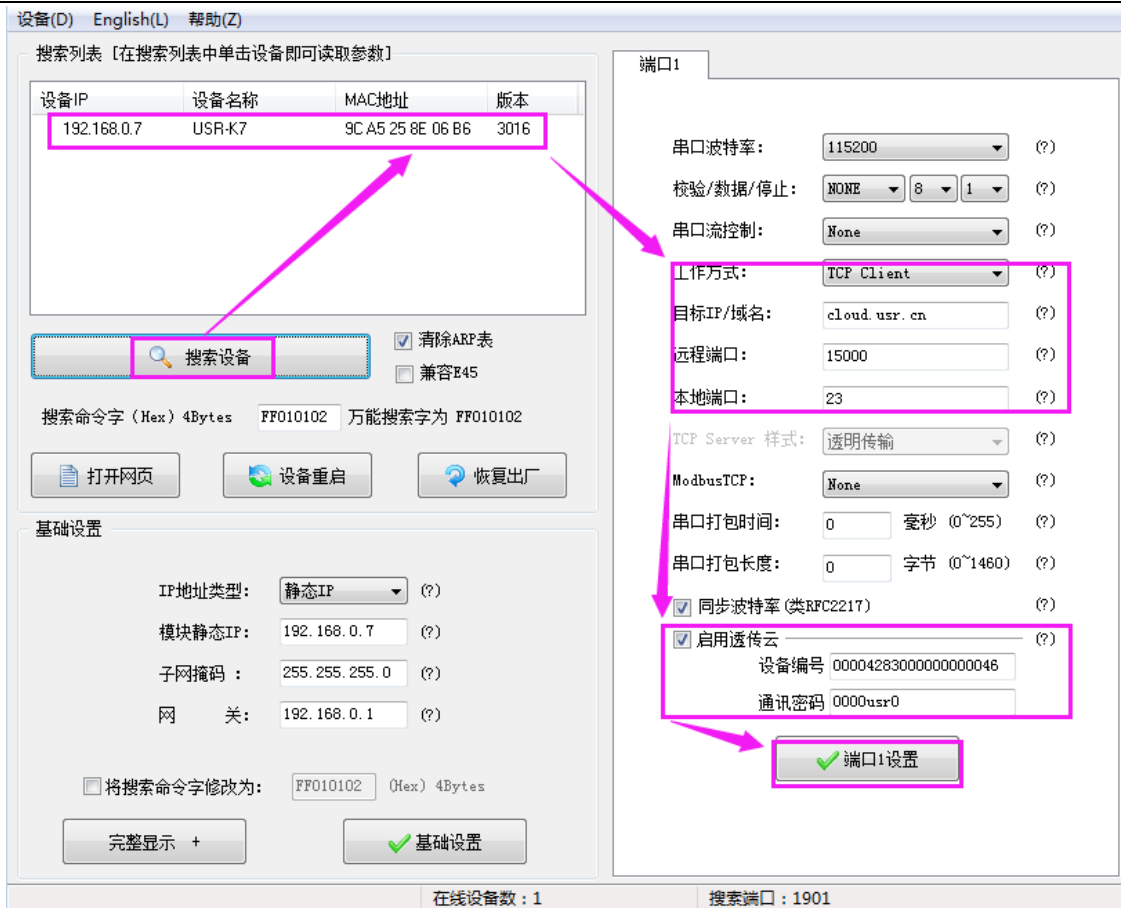 设备(D) English(L) 帮助(Z)
搜索列表 [在搜索列表中单击设备即可读取参数]
设备IP 设备名称 MAC地址 版本
192.168.0.7 USR-K7 9C A5 25 8E 06 B6 3016
搜索设备
清除ARP表
兼容E45
搜索命令字 (Hex) 4Bytes FF010102 万能搜索字为 FF010102
打开网页 设备重启 恢复出厂
基础设置
IP地址类型: 静态IP (?)
模块静态IP: 192.168.0.7 (?)
子网掩码 : 255.255.255.0 (?)
网 关: 192.168.0.1 (?)
将搜索命令字修改为: FF010102 (Hex) 4Bytes
完整显示 + 基础设置
端口1
串口波特率: 115200 (?)
校验/数据/停止: NONE 8 1 (?)
串口流控制: None (?)
工作方式: TCP Client (?)
目标IP/域名: cloud.usr.cn (?)
远程端口: 15000 (?)
本地端口: 23 (?)
TCP Server 样式: 透明传输 (?)
ModbusTCP: None (?)
串口打包时间: 0 毫秒 (0~255) (?)
串口打包长度: 0 字节 (0~1460) (?)
同步波特率(类RFC2217) (?)
启用透传云 (?)
设备编号 00004283000000000046
通讯密码 0000usr0
端口1设置
在线设备数:1 搜索端口:1901